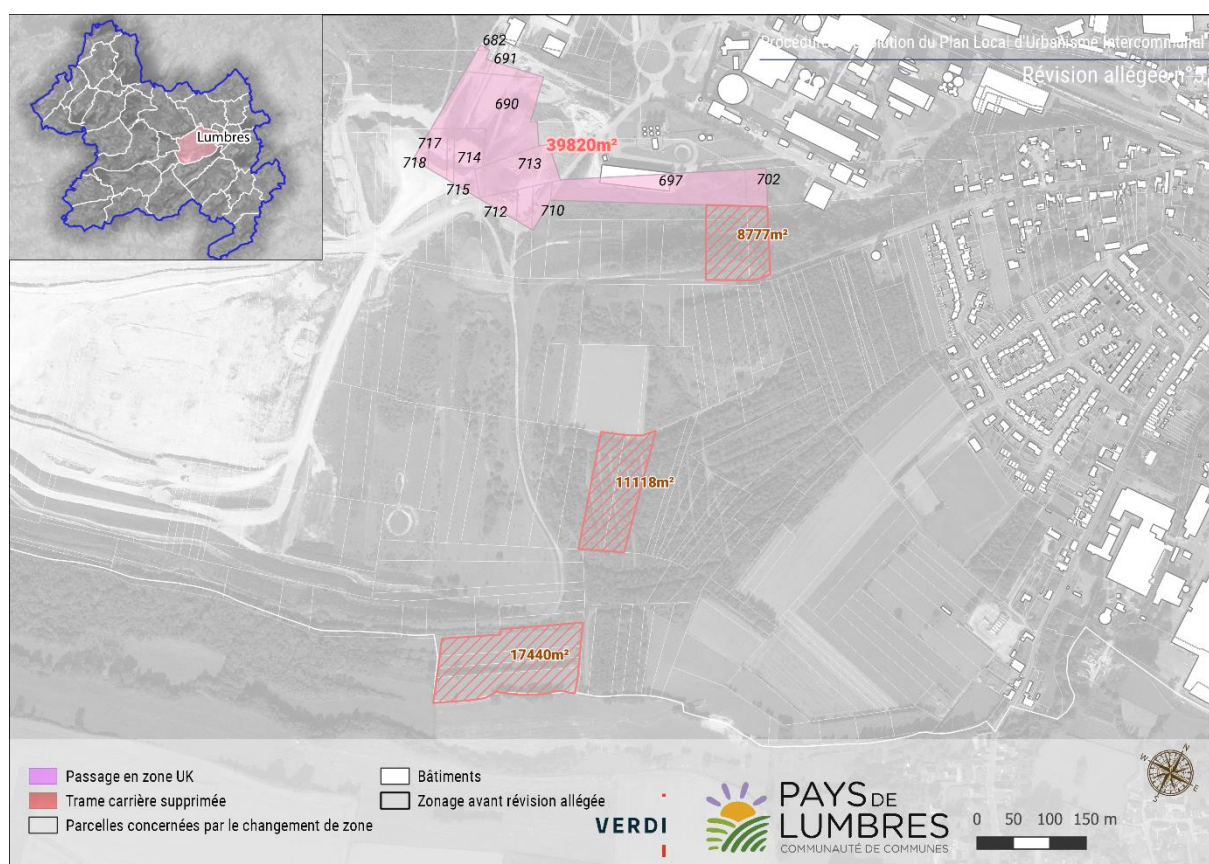 Procédures d'évolution du Plan Local d'Urbanisme Intercommunal
Révision allégée n°5
Lumbres
682
691
690
717
718
714
713
39820m²
715
712
710
697
702
8777m²
11118m²
17440m²
Passage en zone UK
Trame carrière supprimée
Parcelles concernées par le changement de zone
Bâtiments
Zonage avant révision allégée
VERDI
PAYS DE
LUMBRES
COMMUNAUTÉ DE COMMUNES
0 50 100 150 m
N
W
E
S